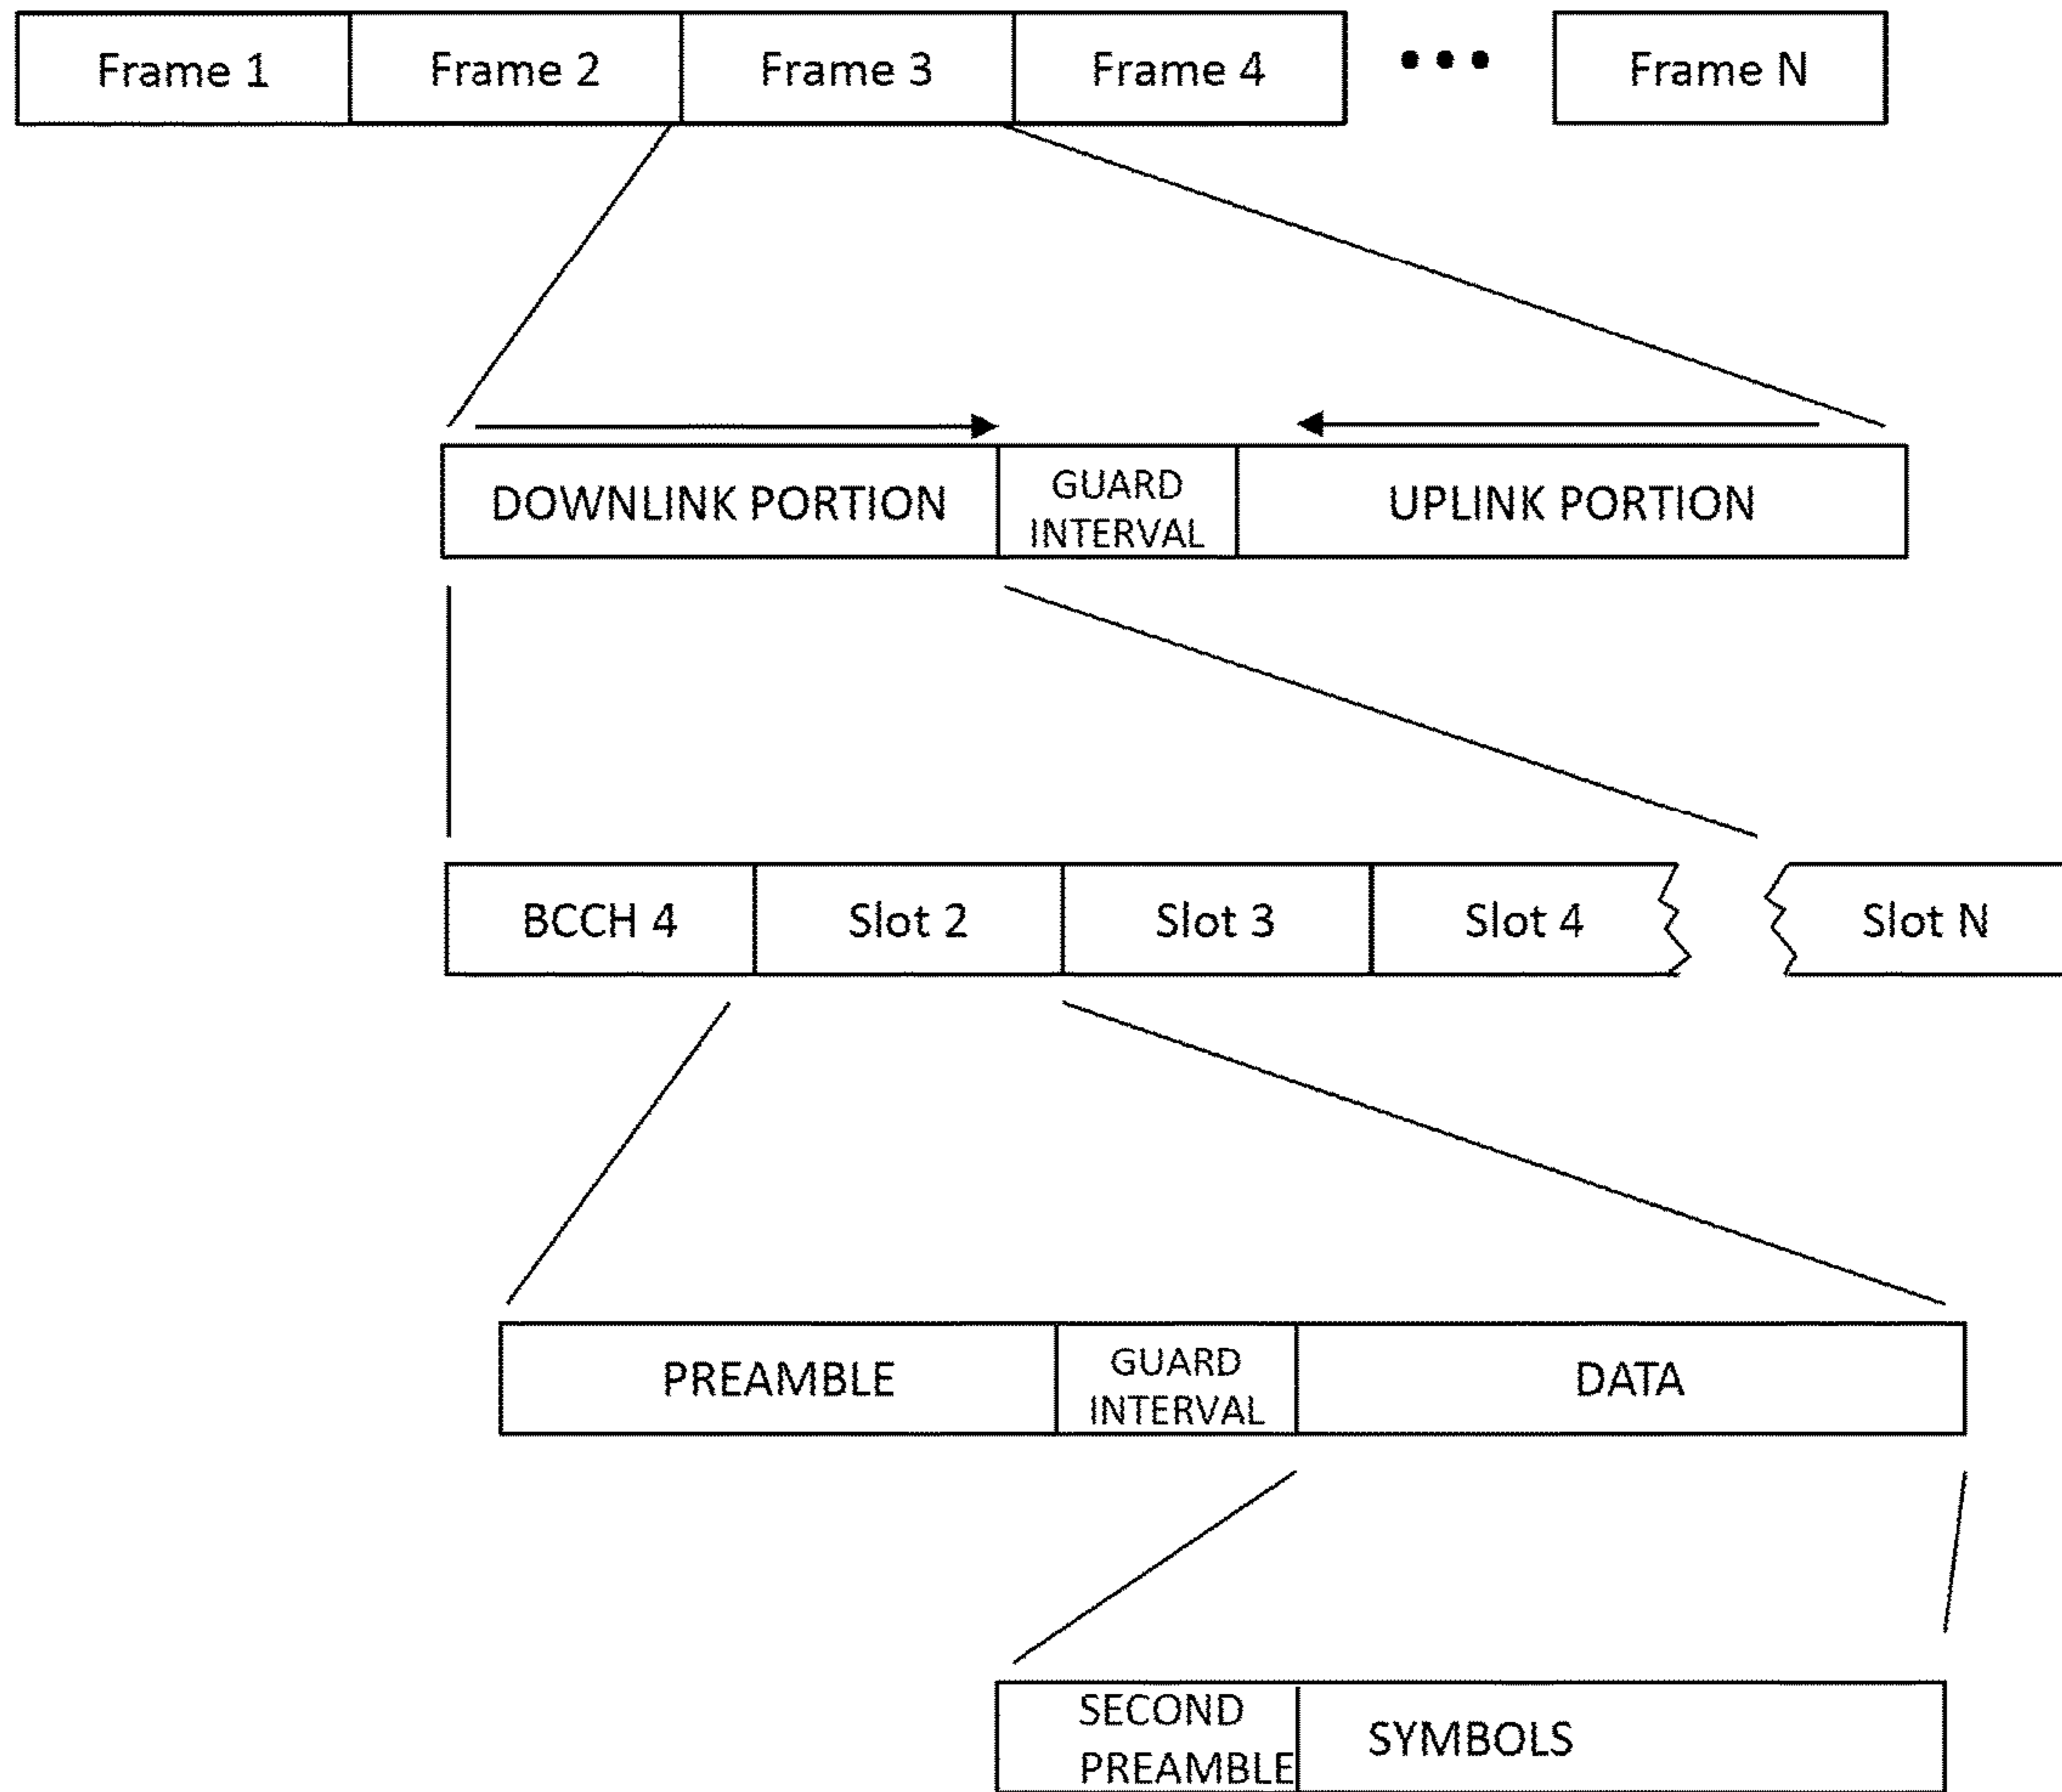 Frame 1 Frame 2 Frame 3 Frame 4 ••• Frame N
DOWNLINK PORTION GUARD INTERVAL UPLINK PORTION
BCCH 4 Slot 2 Slot 3 Slot 4 Slot N
PREAMBLE GUARD INTERVAL DATA
SECOND PREAMBLE SYMBOLS